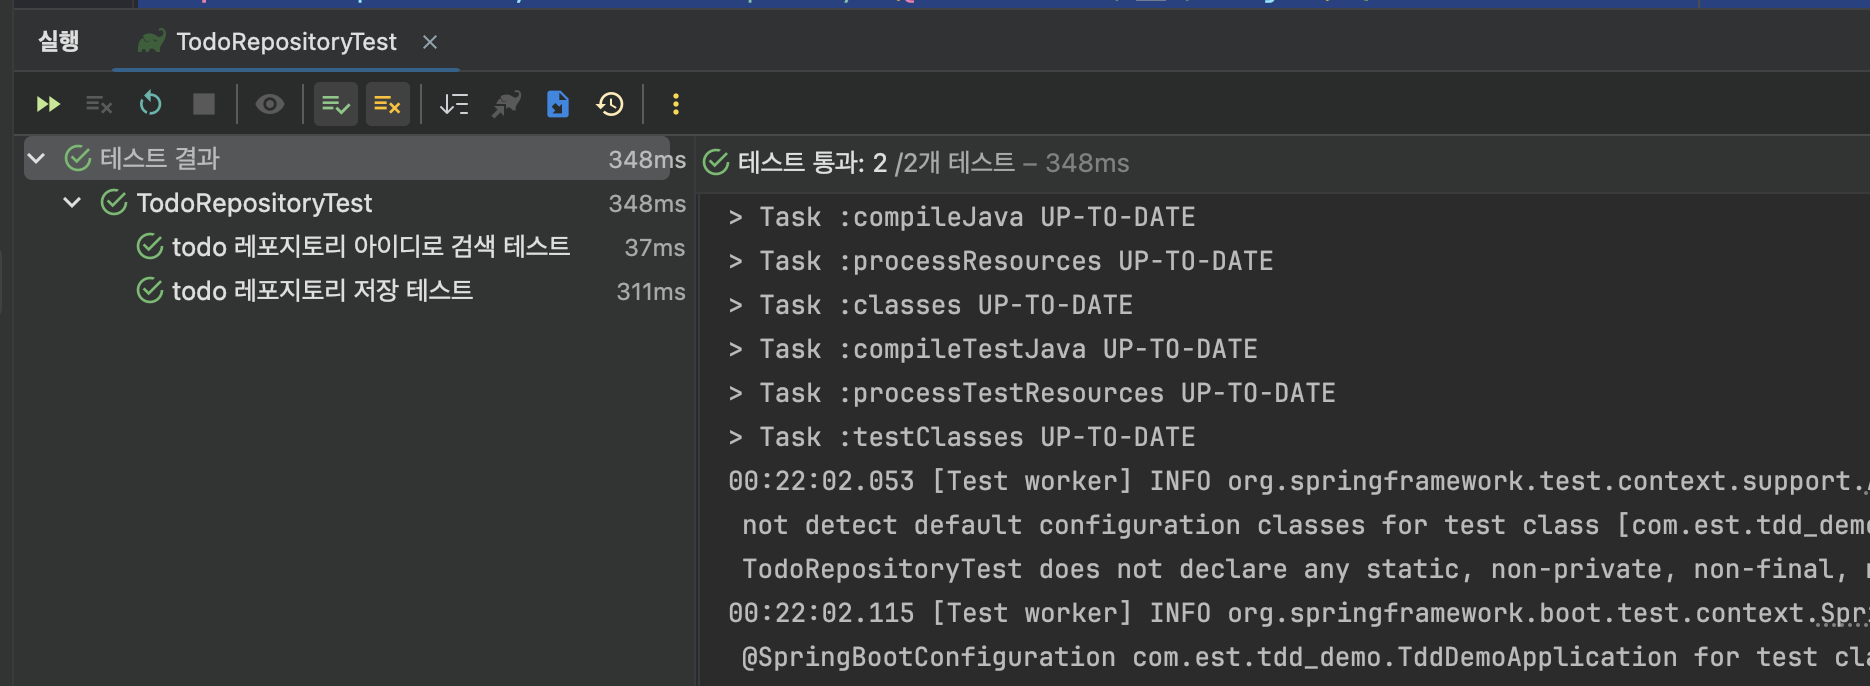 실행
TodoRepositoryTest
테스트 결과 348ms
TodoRepositoryTest 348ms
todo 레포지토리 아이디로 검색 테스트 37ms
todo 레포지토리 저장 테스트 311ms
테스트 통과: 2 /2개 테스트 – 348ms
> Task :compileJava UP-TO-DATE
> Task :processResources UP-TO-DATE
> Task :classes UP-TO-DATE
> Task :compileTestJava UP-TO-DATE
> Task :processTestResources UP-TO-DATE
> Task :testClasses UP-TO-DATE
00:22:02.053 [Test worker] INFO org.springframework.test.context.support.
not detect default configuration classes for test class [com.est.tdd_demo
TodoRepositoryTest does not declare any static, non-private, non-final,
00:22:02.115 [Test worker] INFO org.springframework.boot.test.context.Spri
@SpringBootConfiguration com.est.tdd_demo.TddDemoApplication for test cla